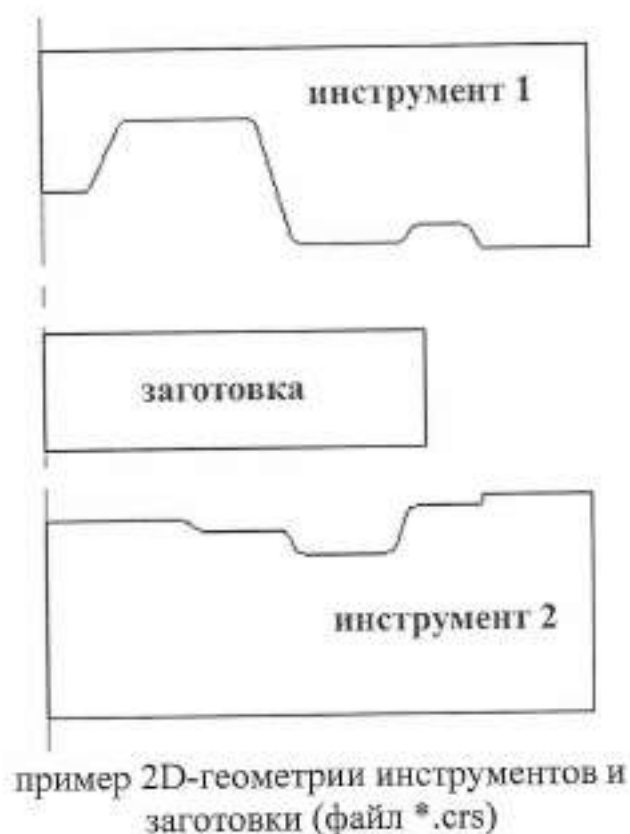 инструмент 1
заготовка
инструмент 2
пример 2D-геометрии инструментов и
заготовки (файл *.crs)